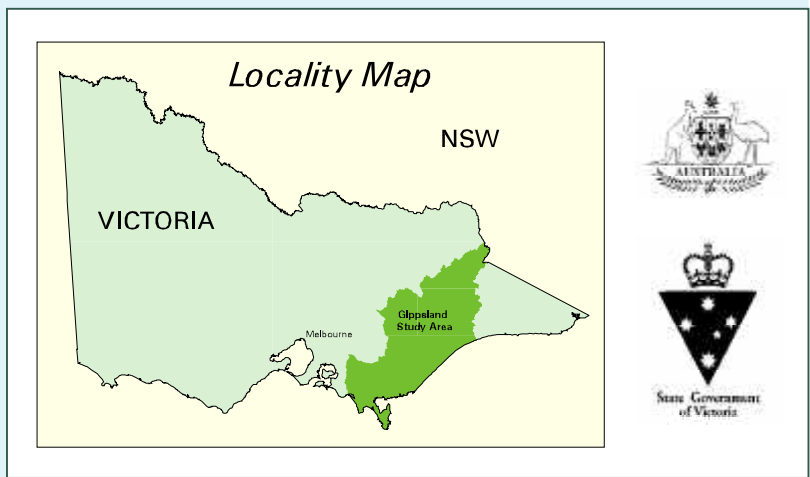 Locality Map
NSW
VICTORIA
Gippsland
Study Area
Melbourne
AUSTRALIA
State Government
of Victoria